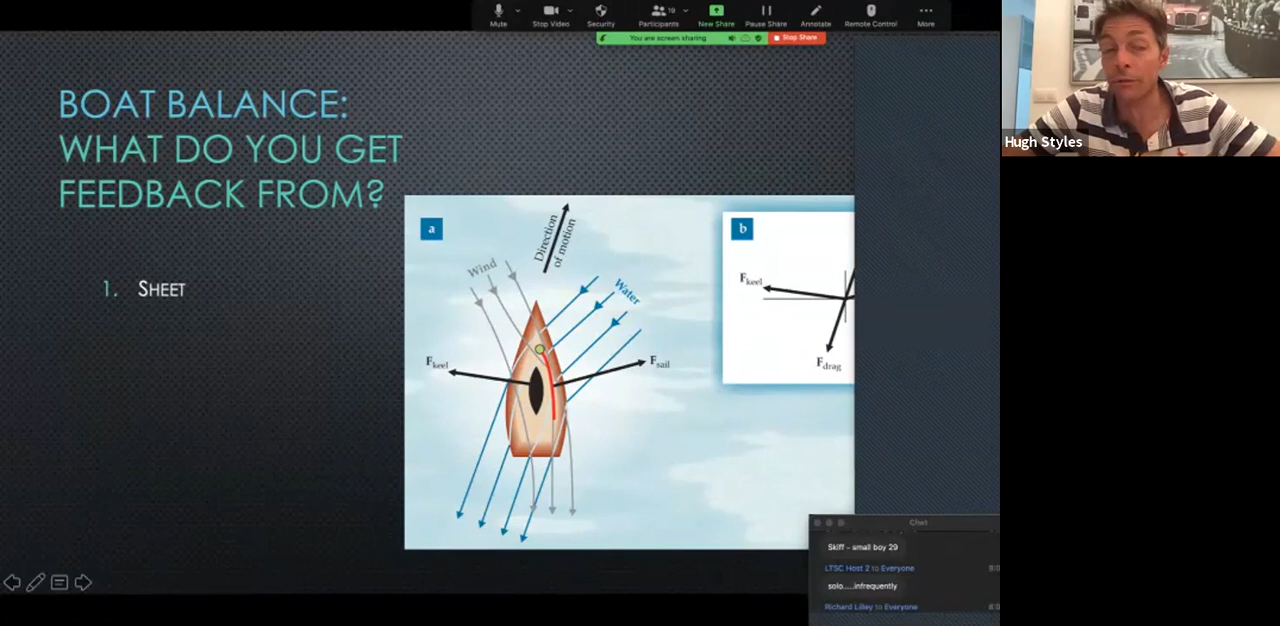 Mute
Stop Video
Security
Participants
19
New Share
Pause Share
Annotate
Remote Control
More
You are screen sharing
Stop Share
Hugh Styles
BOAT BALANCE:
WHAT DO YOU GET
FEEDBACK FROM?
1. SHEET
a
Direction
of motion
Wind
Water
Fkeel
Fsail
b
Fkeel
Fdrag
Chat
Skiff - small boy 29
LTSC Host 2 to Everyone
solo.....infrequently
Richard Lilley to Everyone